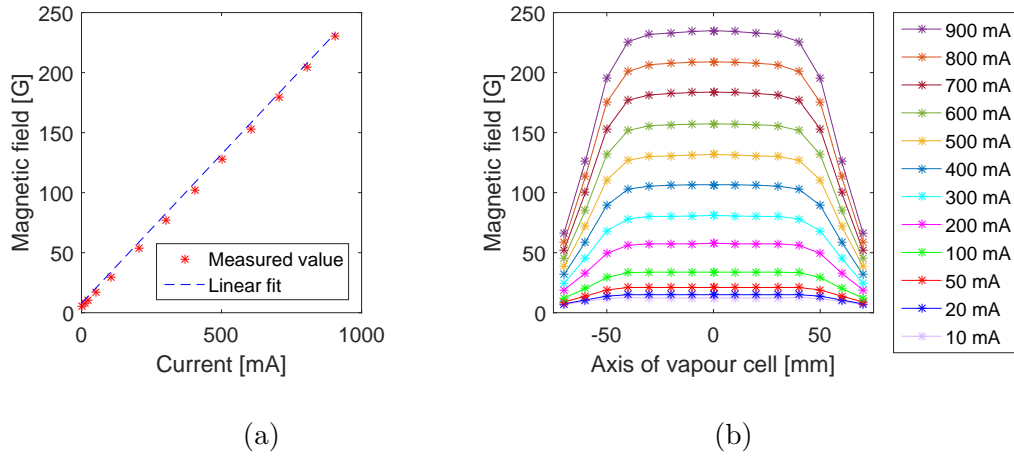 250
200
150
100
50
0
Magnetic field [G]
0
500
1000
Current [mA]
Measured value
Linear fit
(a)
250
200
150
100
50
0
Magnetic field [G]
-50
0
50
Axis of vapour cell [mm]
900 mA
800 mA
700 mA
600 mA
500 mA
400 mA
300 mA
200 mA
100 mA
50 mA
20 mA
10 mA
(b)